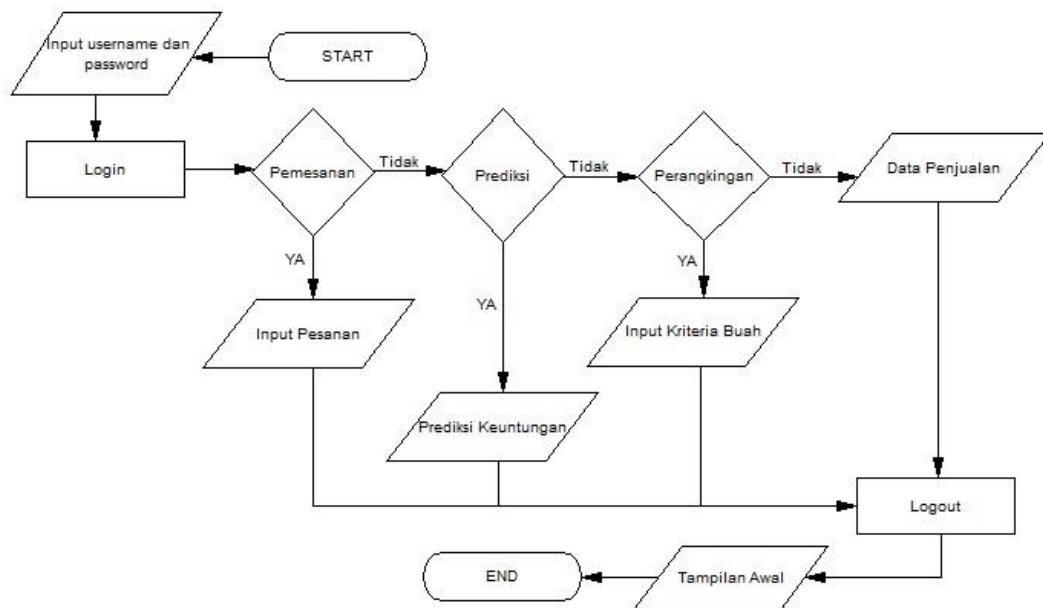 START
Input username dan
password
Login
Pemesanan
Tidak
Prediksi
Tidak
Perangkingan
Tidak
Data Penjualan
YA
YA
YA
Input Pesanan
Prediksi Keuntungan
Input Kriteria Buah
Logout
Tampilan Awal
END